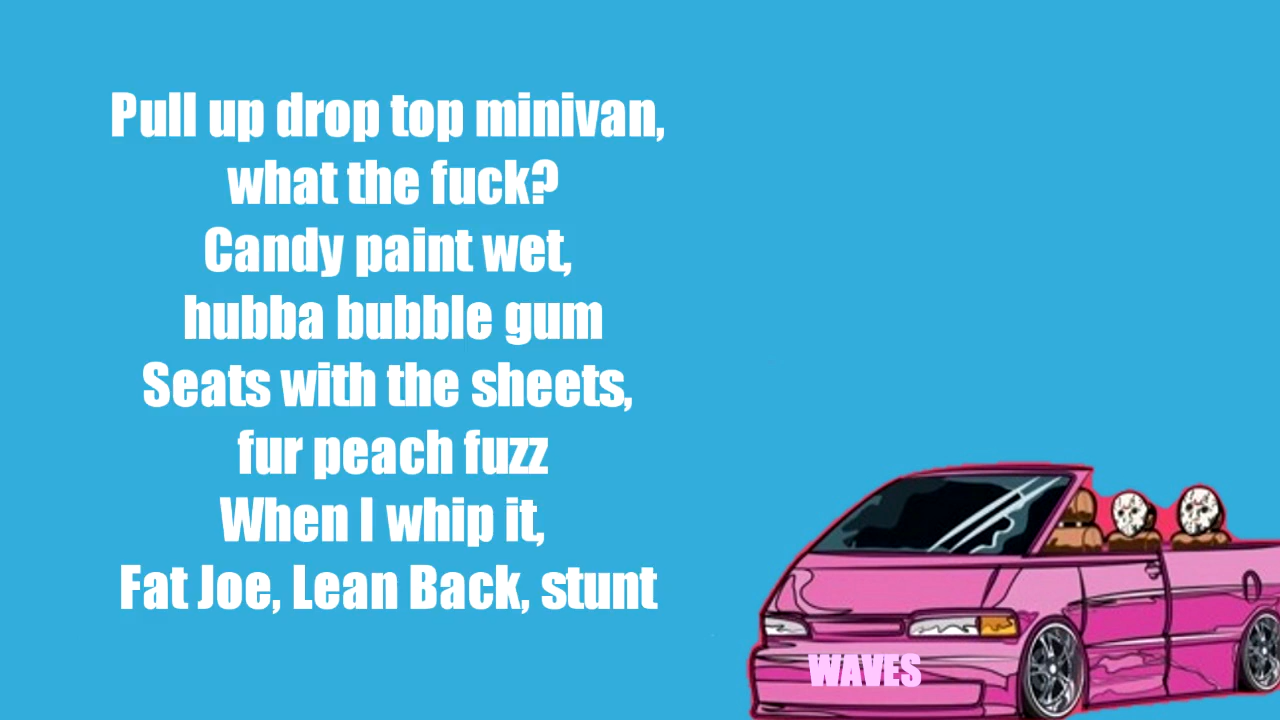 Pull up drop top minivan,
what the fuck?
Candy paint wet,
hubba bubble gum
Seats with the sheets,
fur peach fuzz
When I whip it,
Fat Joe, Lean Back, stunt
WAVES